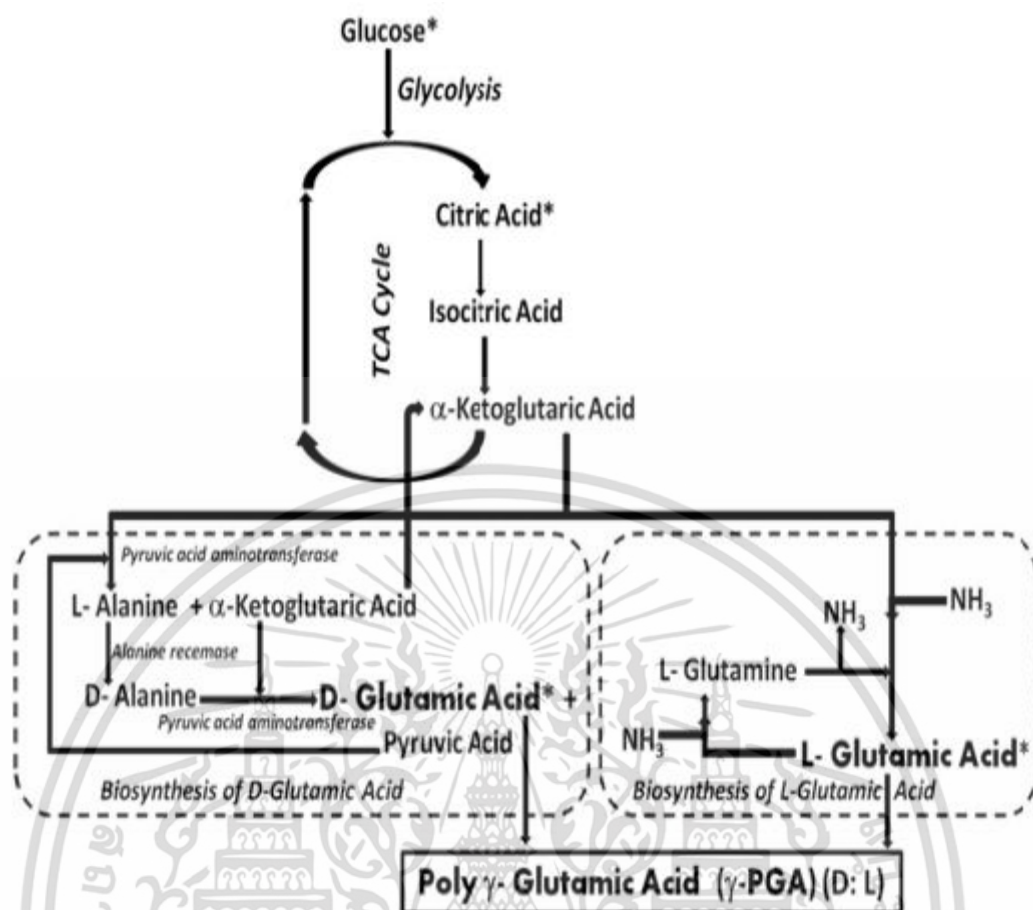 Glucose*
Glycolysis
Citric Acid*
TCA Cycle
Isocitric Acid
α-Ketoglutaric Acid
Pyruvic acid aminotransferase
L- Alanine + α-Ketoglutaric Acid
Alanine recemase
D- Alanine
D- Glutamic Acid* +
Pyruvic acid aminotransferase
Pyruvic Acid
Biosynthesis of D-Glutamic Acid
NH₃
NH₃
L- Glutamine
NH₃
L- Glutamic Acid*
Biosynthesis of L-Glutamic Acid
Poly γ- Glutamic Acid (γ-PGA) (D: L)